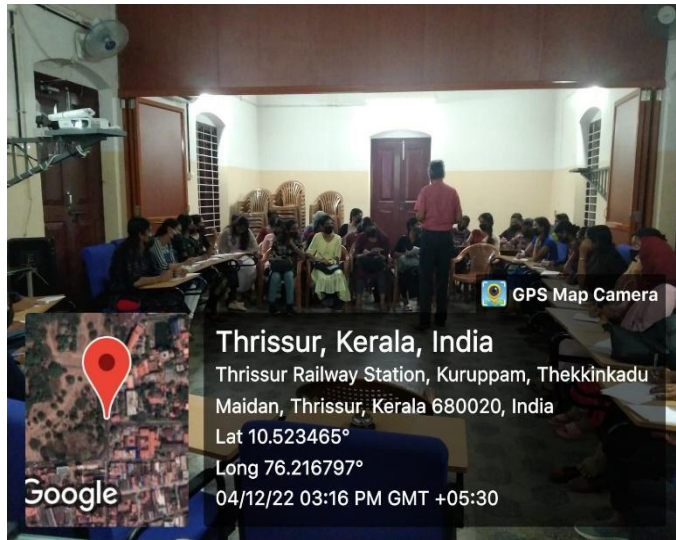 GPS Map Camera
Thrissur, Kerala, India
Thrissur Railway Station, Kuruppam, Thekkinkadu
Maidan, Thrissur, Kerala 680020, India
Lat 10.523465°
Long 76.216797°
04/12/22 03:16 PM GMT +05:30
Google